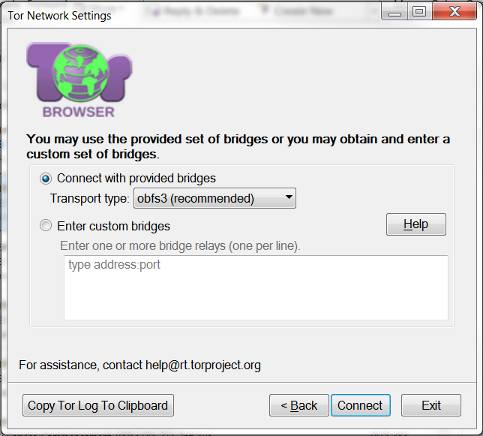 Tor Network Settings
Tor
BROWSER
You may use the provided set of bridges or you may obtain and enter a
custom set of bridges.
Connect with provided bridges
Transport type: obfs3 (recommended)
Enter custom bridges
Help
Enter one or more bridge relays (one per line).
type address:port
For assistance, contact help@rt.torproject.org
Copy Tor Log To Clipboard < Back Connect Exit